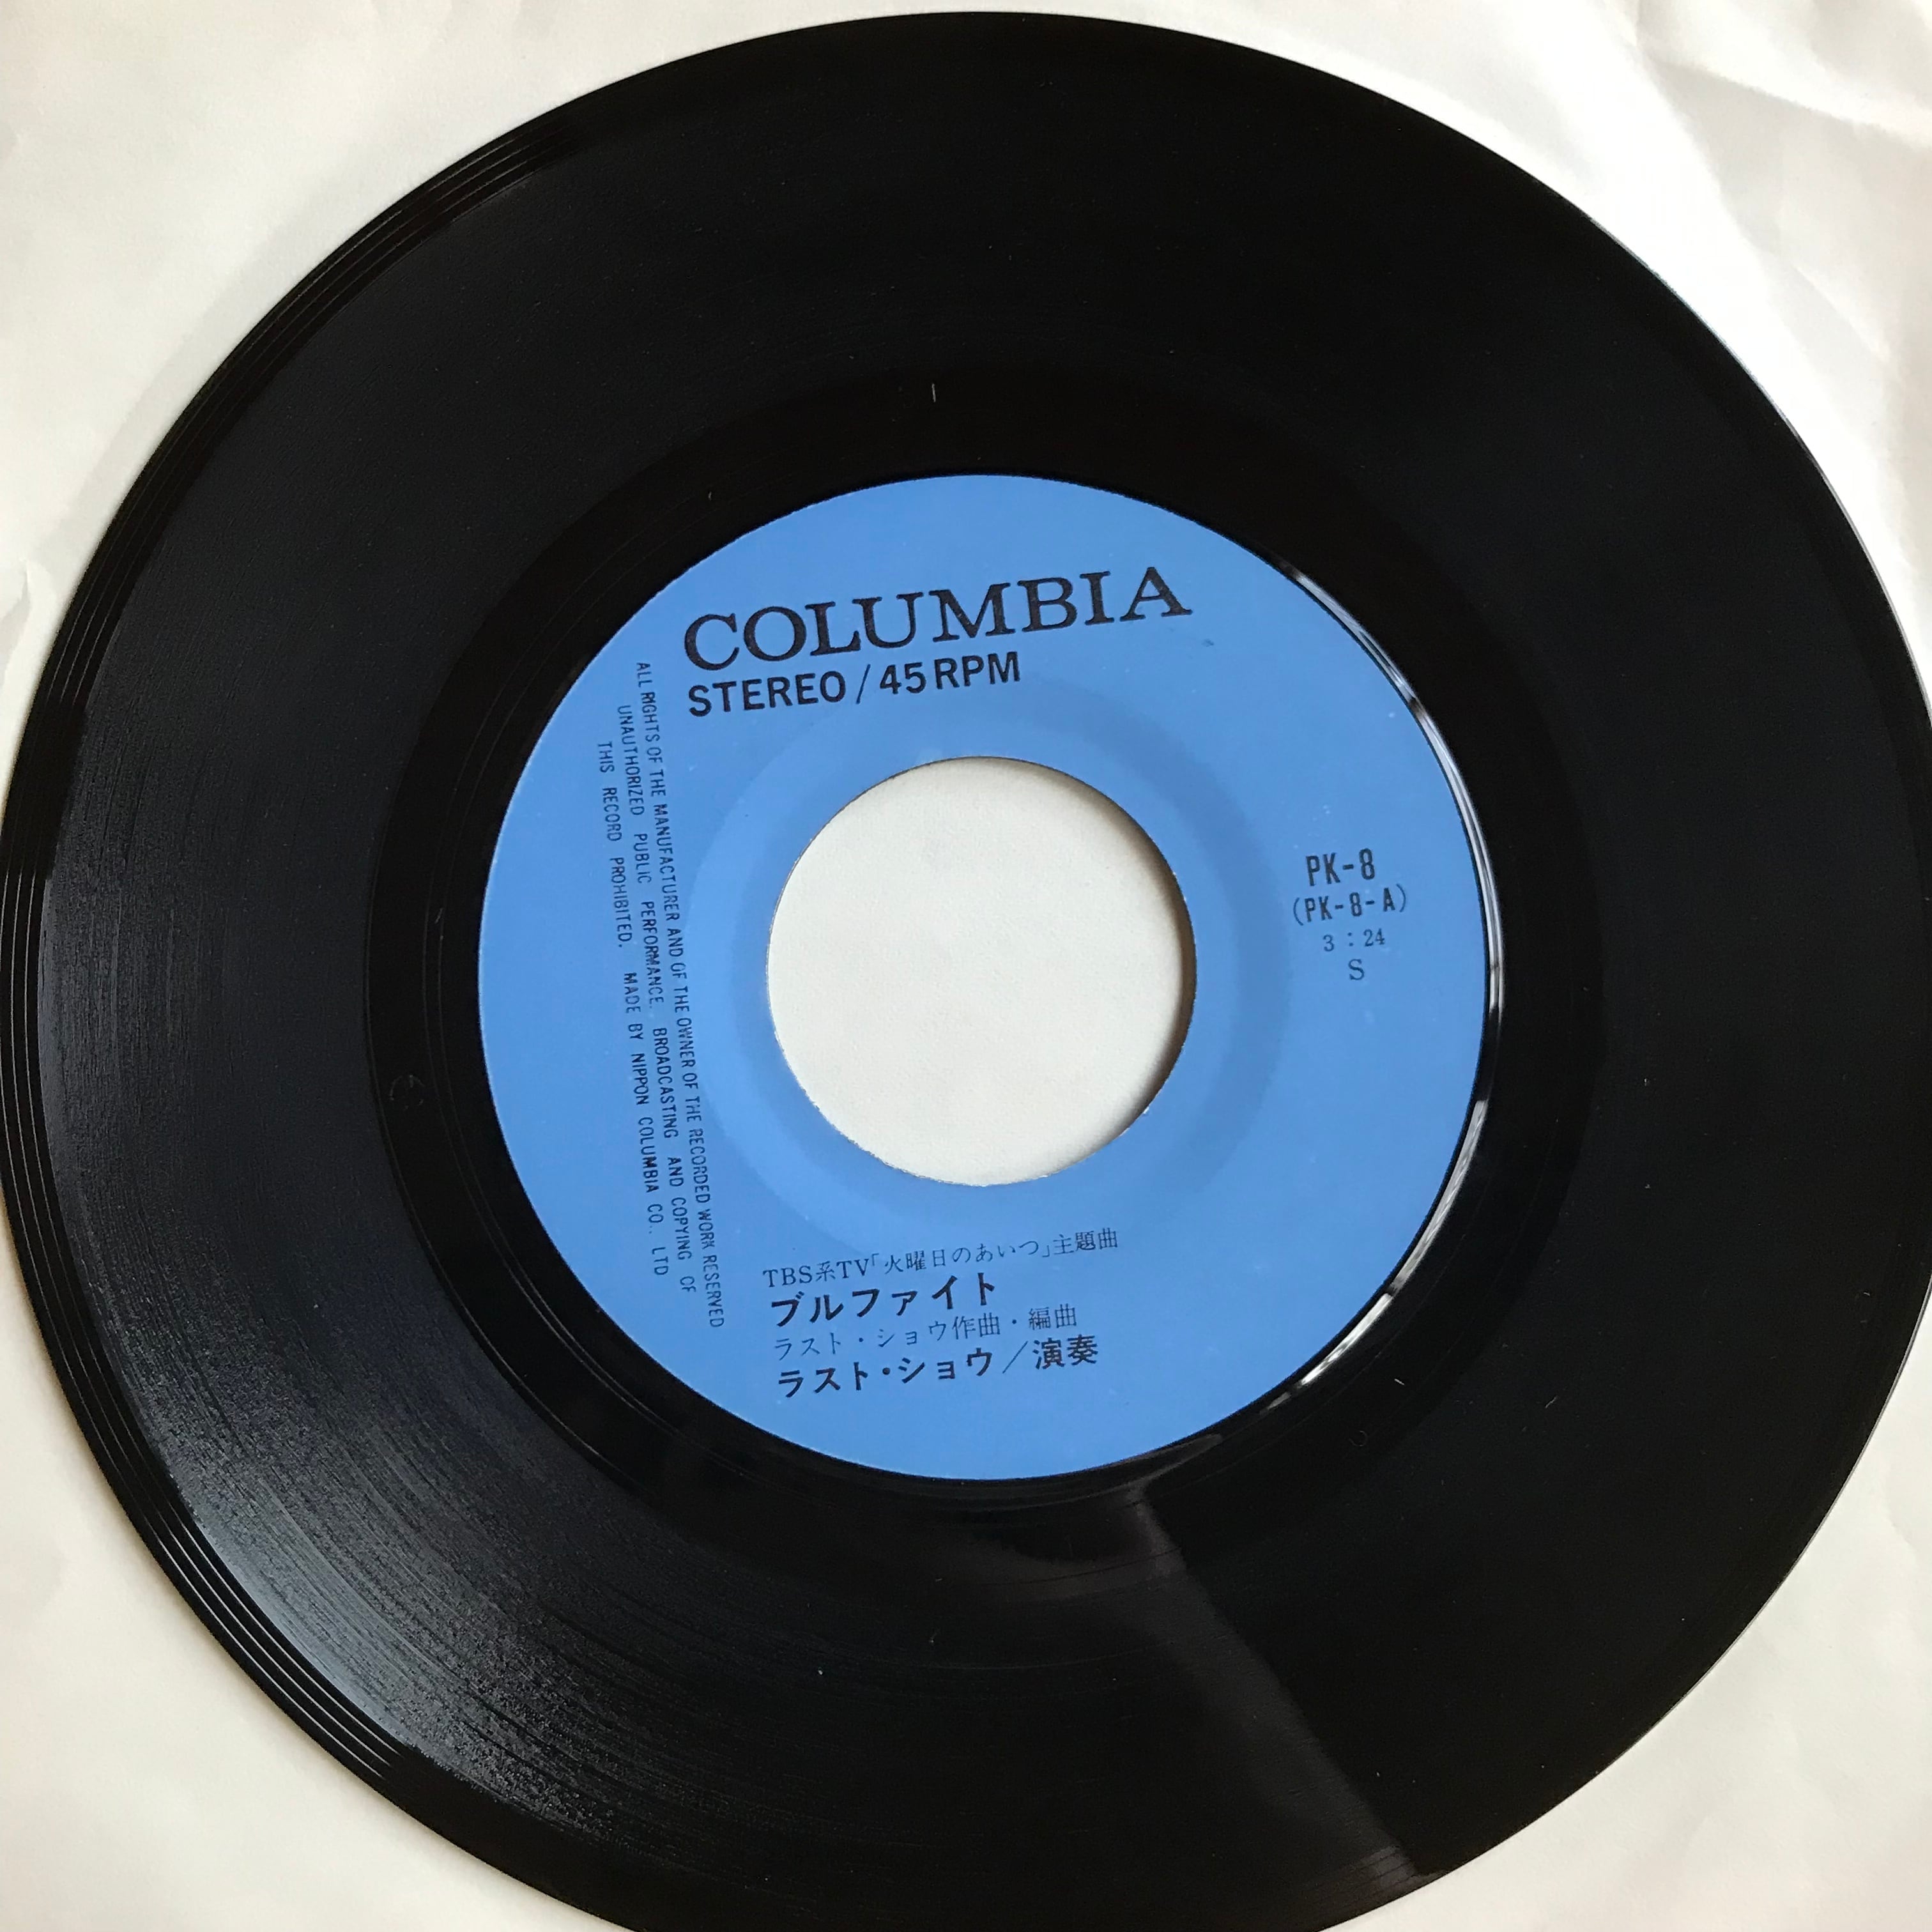 COLUMBIA
STEREO / 45 RPM
ALL RIGHTS OF THE MANUFACTURER AND OF THE OWNER OF THE RECORDED WORK RESERVED
UNAUTHORIZED PUBLIC PERFORMANCE. BROADCASTING AND COPYING OF
THIS RECORD PROHIBITED. MADE BY NIPPON COLUMBIA CO., LTD
PK-8
(PK-8-A)
3：24
S
TBS系TV「火曜日のあいつ」主題曲
ブルファイト
ラスト・ショウ作曲・編曲
ラスト・ショウ／演奏